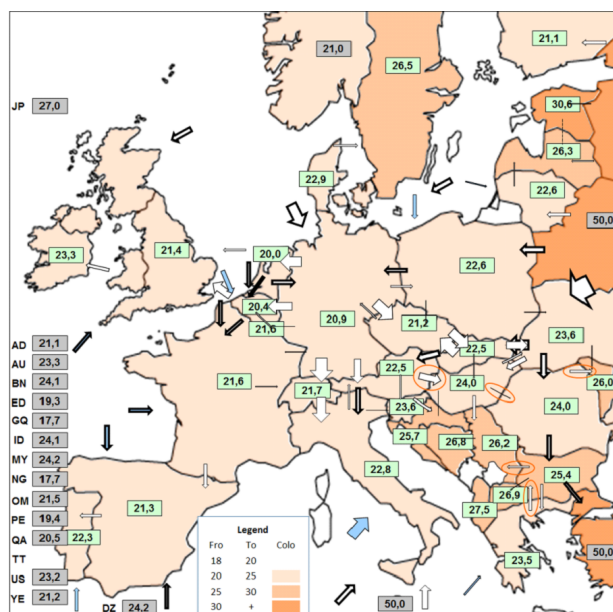 21,0
26,5
21,1
JP 27,0
30,6
26,3
22,9
22,6
50,0
23,3
21,4
20,0
22,6
20,4
21,6
20,9
21,2
22,5
23,6
AD 21,1
AU 23,3
BN 24,1
ED 19,3
GQ 17,7
ID 24,1
MY 24,2
NG 17,7
OM 21,5
PE 19,4
QA 20,5
TT
US 23,2
YE 21,2
21,6
21,7
22,5
24,0
26,0
23,6
24,0
25,7
26,8
26,2
22,8
25,4
26,9
27,5
21,3
22,3
23,5
50,0
Legend
Fro To Colo
18 20
20 25
25 30
30 +
DZ 24,2
50,0